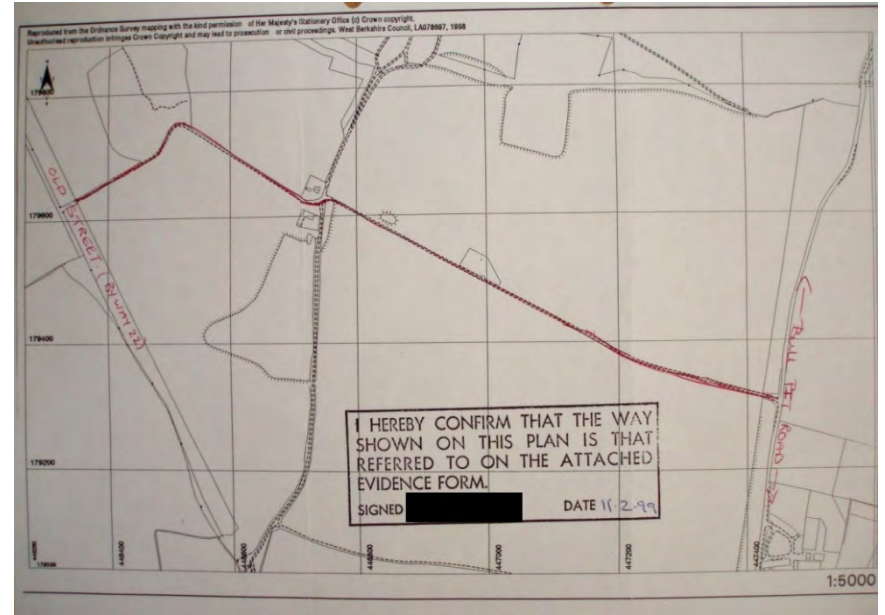 Reproduced from the Ordnance Survey mapping with the kind permission of Her Majesty's Stationary Office (c) Crown copyright.
Unauthorised reproduction infringes Crown Copyright and may lead to prosecution or civil proceedings. West Berkshire Council, LA078687, 1998
179800
OLD
STREET. (BYWAY 22)
179600
179400
← BULL PIT ROAD →
I HEREBY CONFIRM THAT THE WAY
SHOWN ON THIS PLAN IS THAT
REFERRED TO ON THE ATTACHED
EVIDENCE FORM.
SIGNED DATE 11.2.99
179200
446800
447000
447200
447400
1:5000